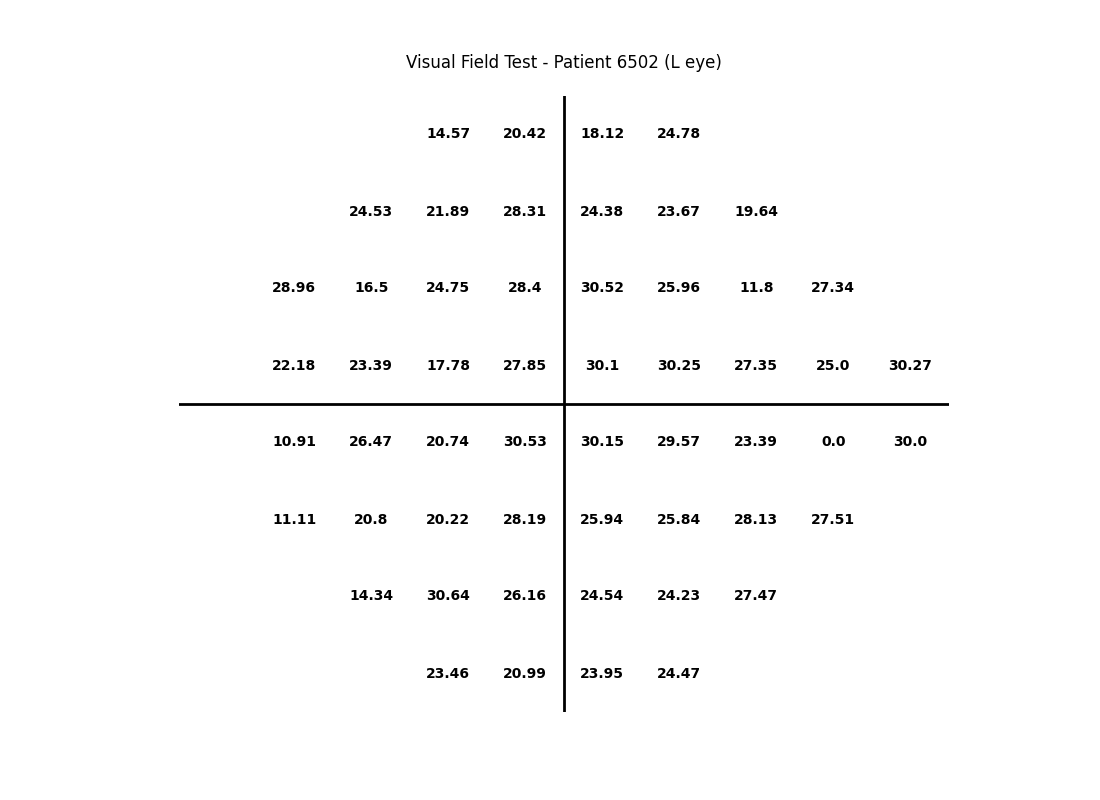 Visual Field Test - Patient 6502 (L eye)
14.57 20.42 18.12 24.78
24.53 21.89 28.31 24.38 23.67 19.64
28.96 16.5 24.75 28.4 30.52 25.96 11.8 27.34
22.18 23.39 17.78 27.85 30.1 30.25 27.35 25.0 30.27
10.91 26.47 20.74 30.53 30.15 29.57 23.39 0.0 30.0
11.11 20.8 20.22 28.19 25.94 25.84 28.13 27.51
14.34 30.64 26.16 24.54 24.23 27.47
23.46 20.99 23.95 24.47